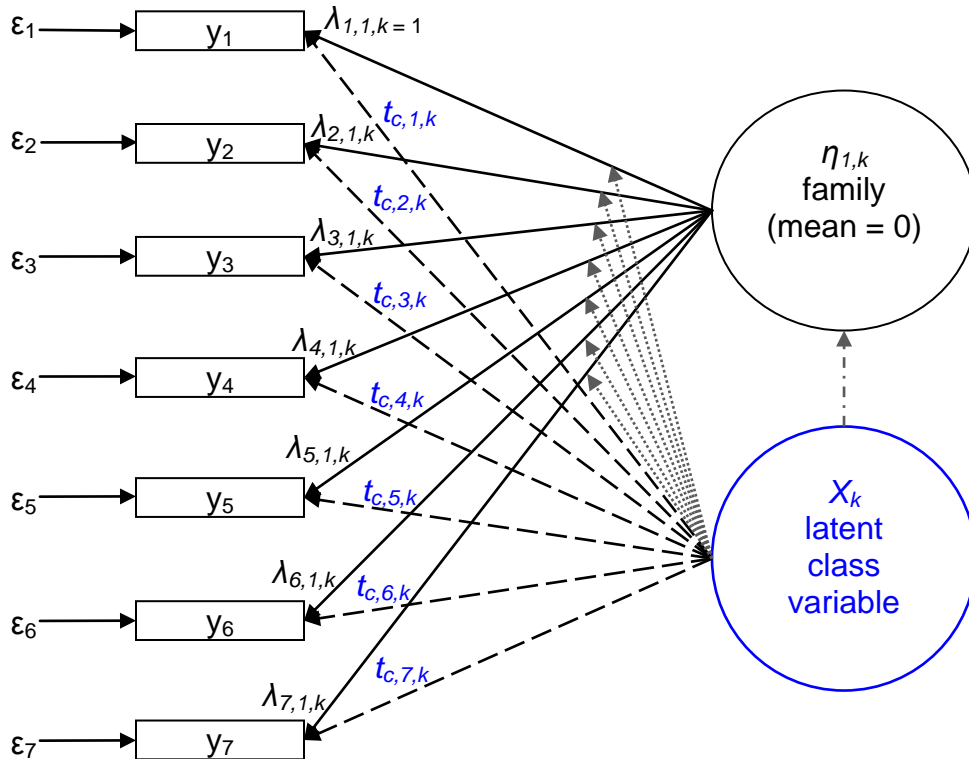 ε1
y1
λ1,1,k = 1
tc,1,k
ε2
y2
λ2,1,k
tc,2,k
ε3
y3
λ3,1,k
tc,3,k
ε4
y4
λ4,1,k
tc,4,k
ε5
y5
λ5,1,k
tc,5,k
ε6
y6
λ6,1,k
tc,6,k
ε7
y7
λ7,1,k
tc,7,k
η1,k
family
(mean = 0)
Xk
latent
class
variable